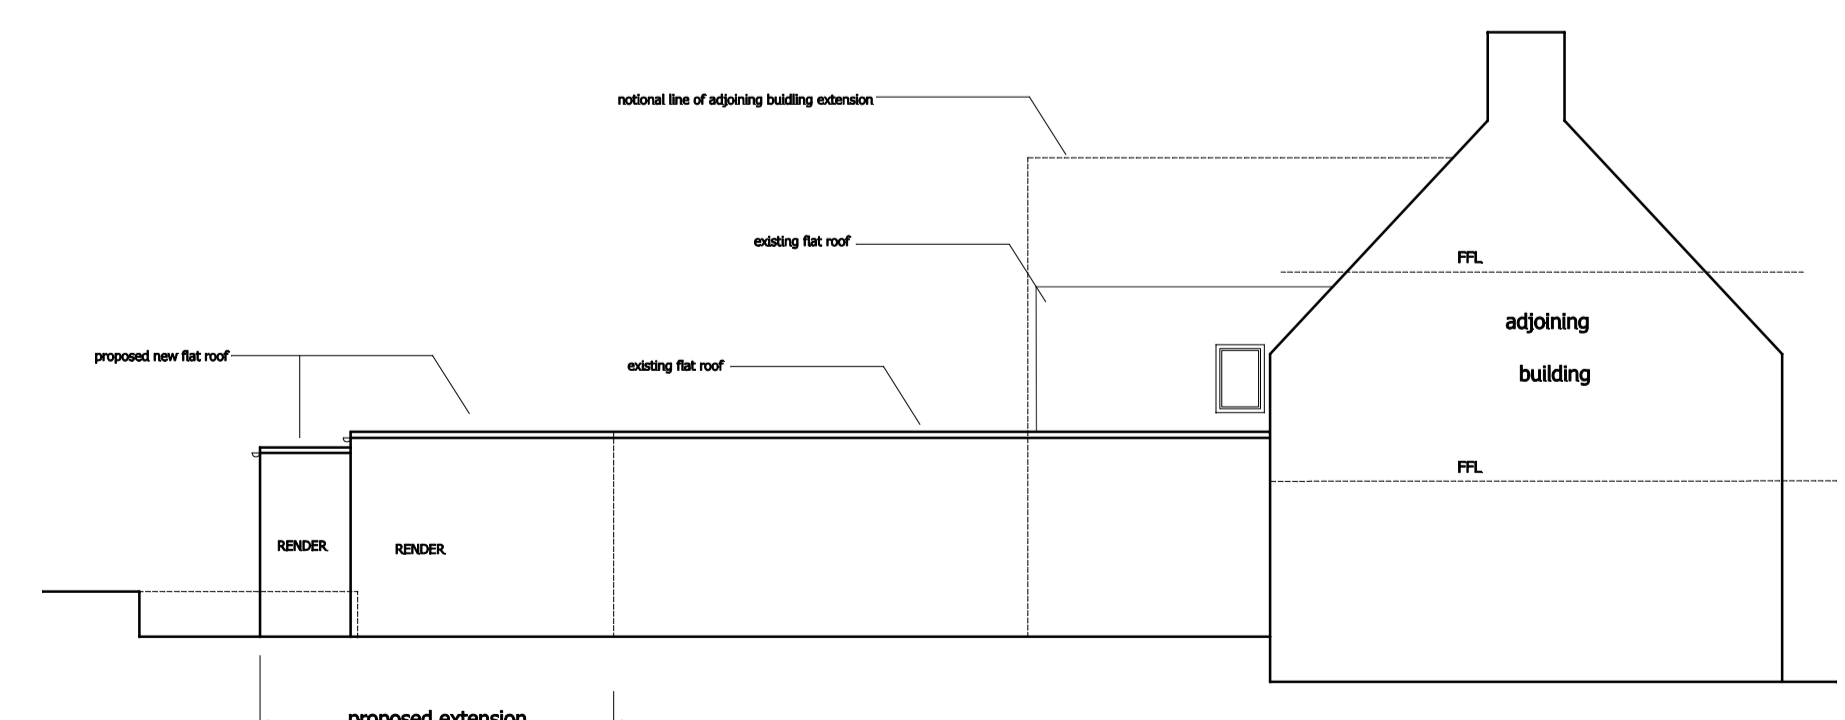 notional line of adjoining buidling extension
existing flat roof
FFL
adjoining
building
proposed new flat roof
existing flat roof
FFL
RENDER
RENDER
proposed extension